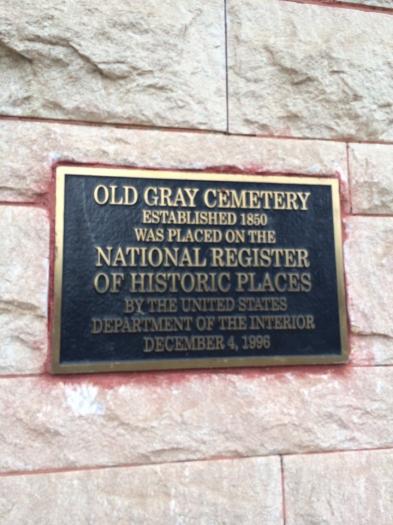 OLD GRAY CEMETERY
ESTABLISHED 1850
WAS PLACED ON THE
NATIONAL REGISTER
OF HISTORIC PLACES
BY THE UNITED STATES
DEPARTMENT OF THE INTERIOR
DECEMBER 4, 1996